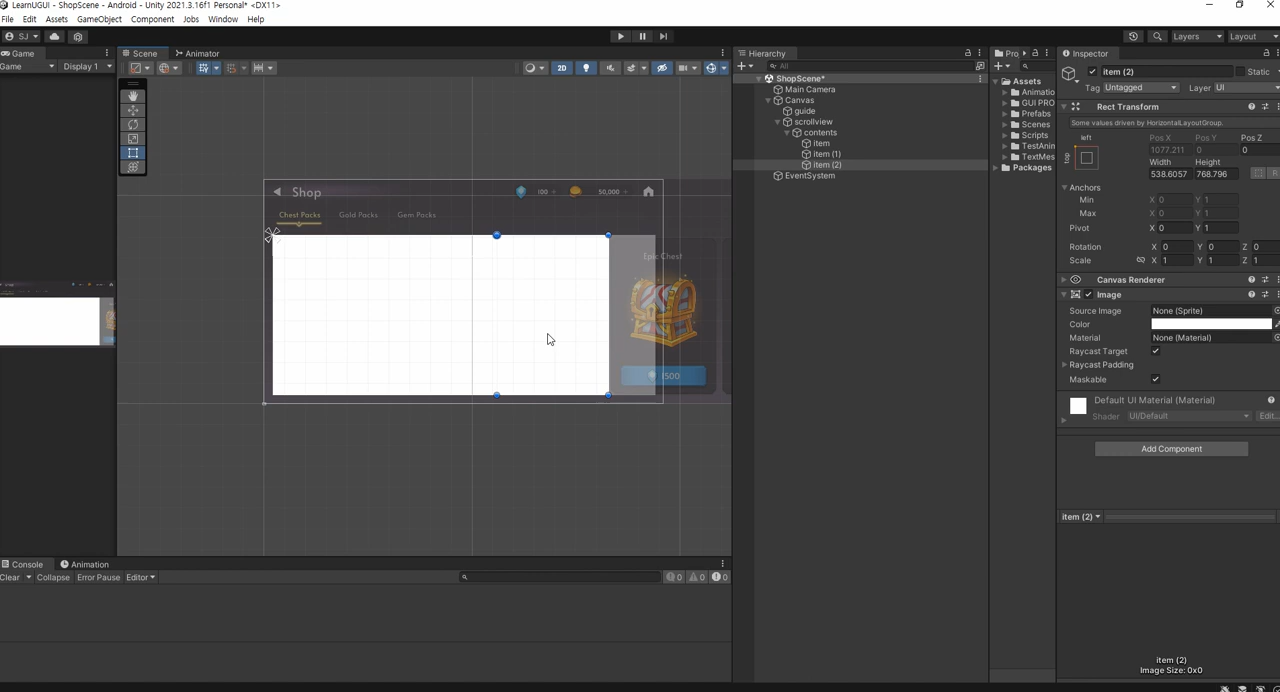 LearnUGUI - ShopScene - Android - Unity 2021.3.16f1 Personal* <DX11>
File Edit Assets GameObject Component Jobs Window Help
SJ
Layers Layout
Game
Scene Animator
Game Display 1
2D
Hierarchy
All
ShopScene*
Main Camera
Canvas
guide
scrollview
contents
item
item (1)
item (2)
EventSystem
Pro
Assets
Animatio
GUI PRO
Prefabs
Scenes
Scripts
TestAnin
TextMes
Packages
Shop 100 + 50,000 +
Chest Packs Gold Packs Gem Packs
Epic Chest
1500
Inspector
item (2) Static
Tag Untagged Layer UI
Rect Transform
Some values driven by HorizontalLayoutGroup.
left Pos X Pos Y Pos Z
top 1077.211 0 0
Width Height
538.6057 768.796 R
Anchors
Min X 0 Y 1
Max X 0 Y 1
Pivot X 0 Y 1
Rotation X 0 Y 0 Z 0
Scale X 1 Y 1 Z 1
Canvas Renderer
Image
Source Image None (Sprite)
Color
Material None (Material)
Raycast Target
Raycast Padding
Maskable
Default UI Material (Material)
Shader UI/Default Edit...
Add Component
item (2)
item (2)
Image Size: 0x0
Console Animation
Clear Collapse Error Pause Editor 0 0 0